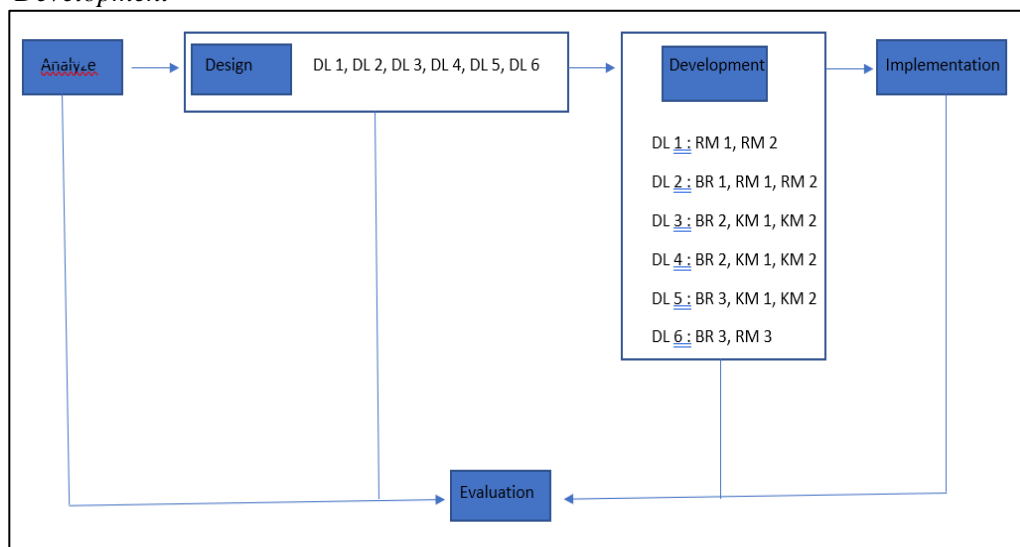 Development
Analyze
Design
DL 1, DL 2, DL 3, DL 4, DL 5, DL 6
Development
Implementation
DL 1 : RM 1, RM 2
DL 2 : BR 1, RM 1, RM 2
DL 3 : BR 2, KM 1, KM 2
DL 4 : BR 2, KM 1, KM 2
DL 5 : BR 3, KM 1, KM 2
DL 6 : BR 3, RM 3
Evaluation